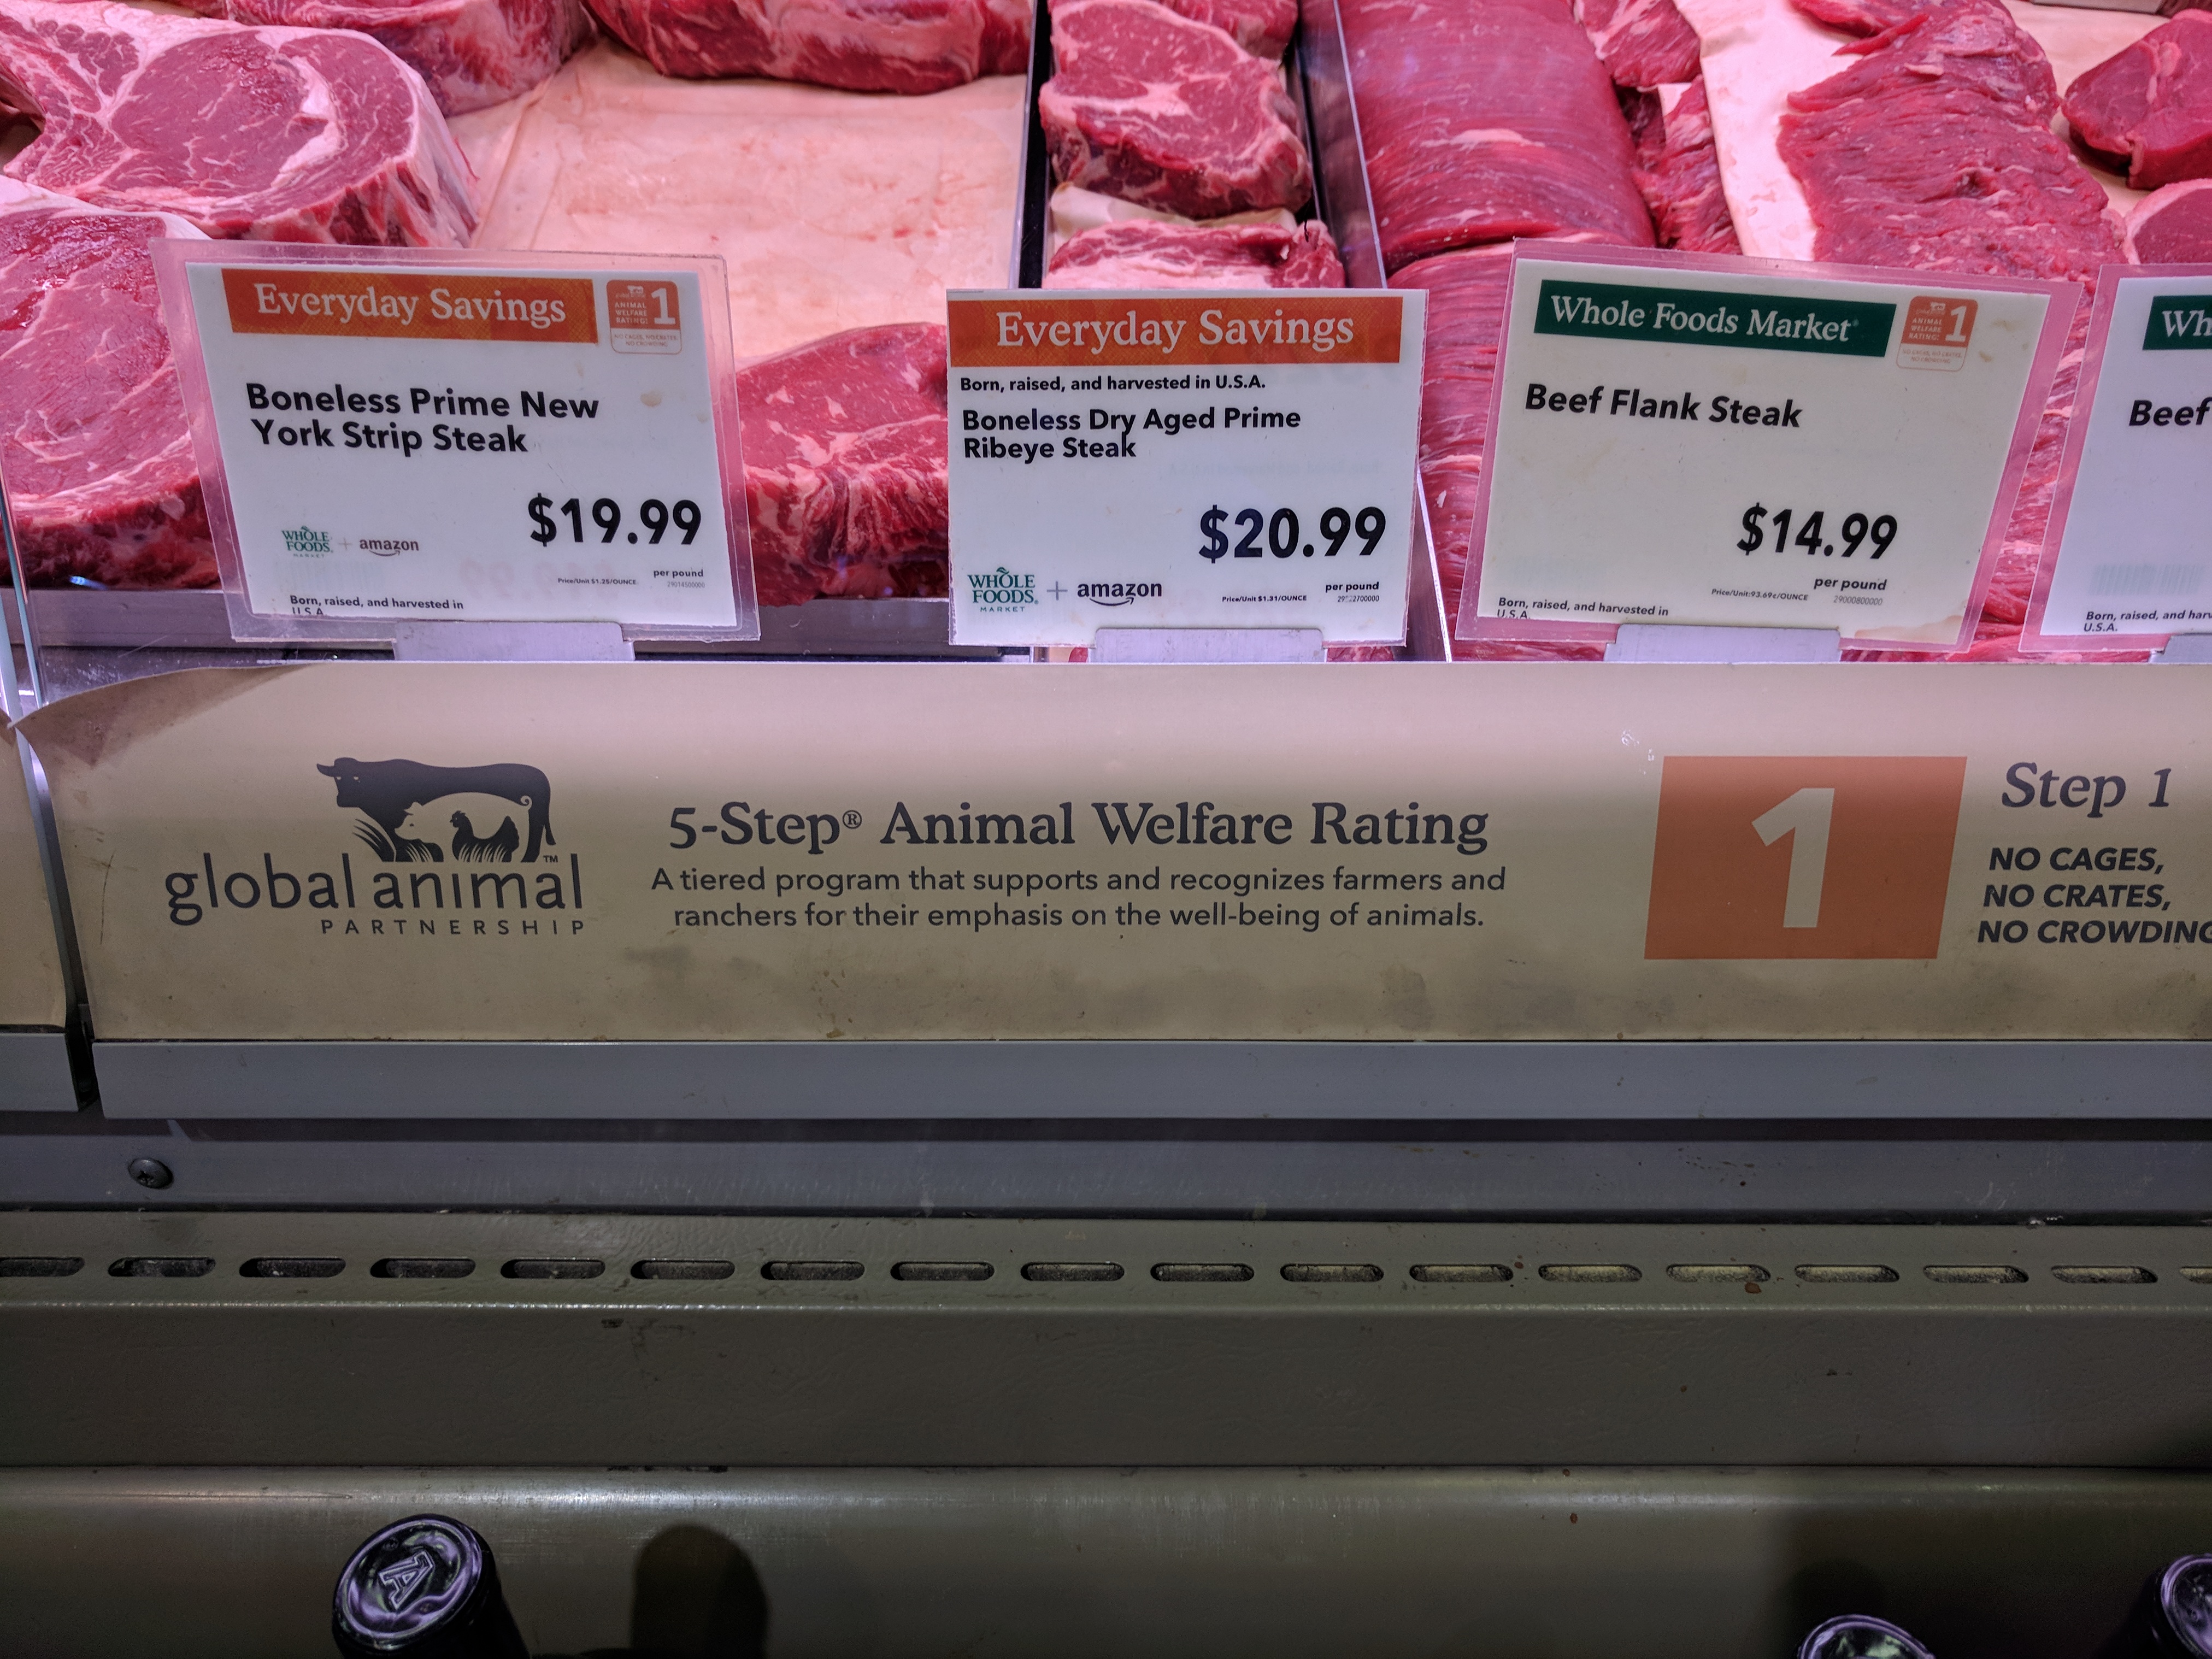 Everyday Savings
1
ANIMAL
WELFARE
RATING:
NO CROWDING
Boneless Prime New
York Strip Steak
$19.99
WHOLE
FOODS
MARKET
+ amazon
per pound
Price/Unit $1.25/OUNCE
Born, raised, and harvested in
U.S.A.
Everyday Savings
Born, raised, and harvested in U.S.A.
Boneless Dry Aged Prime
Ribeye Steak
$20.99
WHOLE
FOODS
MARKET
+ amazon
per pound
Price/Unit $1.31/OUNCE
Whole Foods Market
1
ANIMAL
WELFARE
RATING:
Beef Flank Steak
$14.99
per pound
Price/Unit:93.69¢/OUNCE
29000800000
Born, raised, and harvested in
U.S.A.
Wh
Beef
Born, raised, and har
U.S.A.
global animal™
PARTNERSHIP
5-Step® Animal Welfare Rating
A tiered program that supports and recognizes farmers and
ranchers for their emphasis on the well-being of animals.
1
Step 1
NO CAGES,
NO CRATES,
NO CROWDING
A